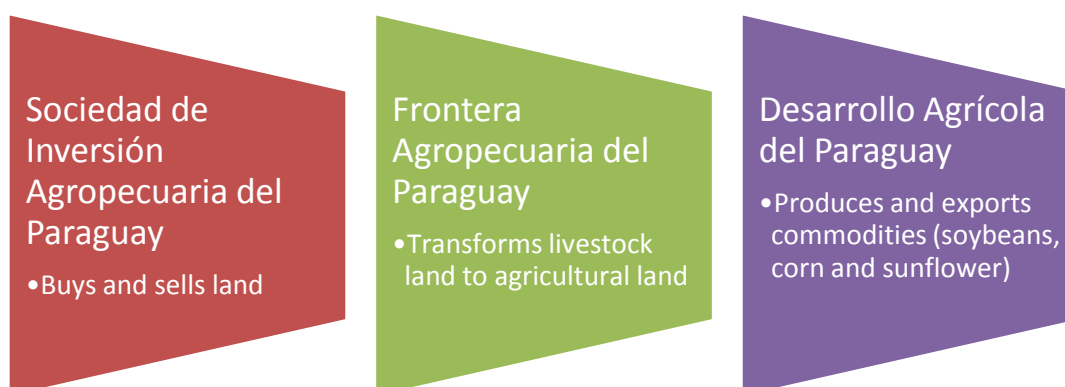 Sociedad de
Inversión
Agropecuaria del
Paraguay
•Buys and sells land
Frontera
Agropecuaria del
Paraguay
•Transforms livestock
land to agricultural land
Desarrollo Agrícola
del Paraguay
•Produces and exports
commodities (soybeans,
corn and sunflower)